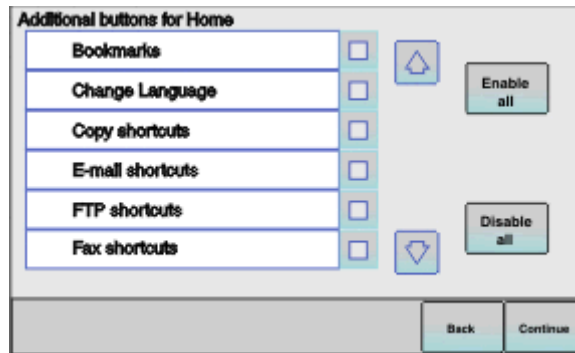 Additional buttons for Home
Bookmarks
Change Language
Copy shortcuts
E-mail shortcuts
FTP shortcuts
Fax shortcuts
Enable
all
Disable
all
Back
Continue